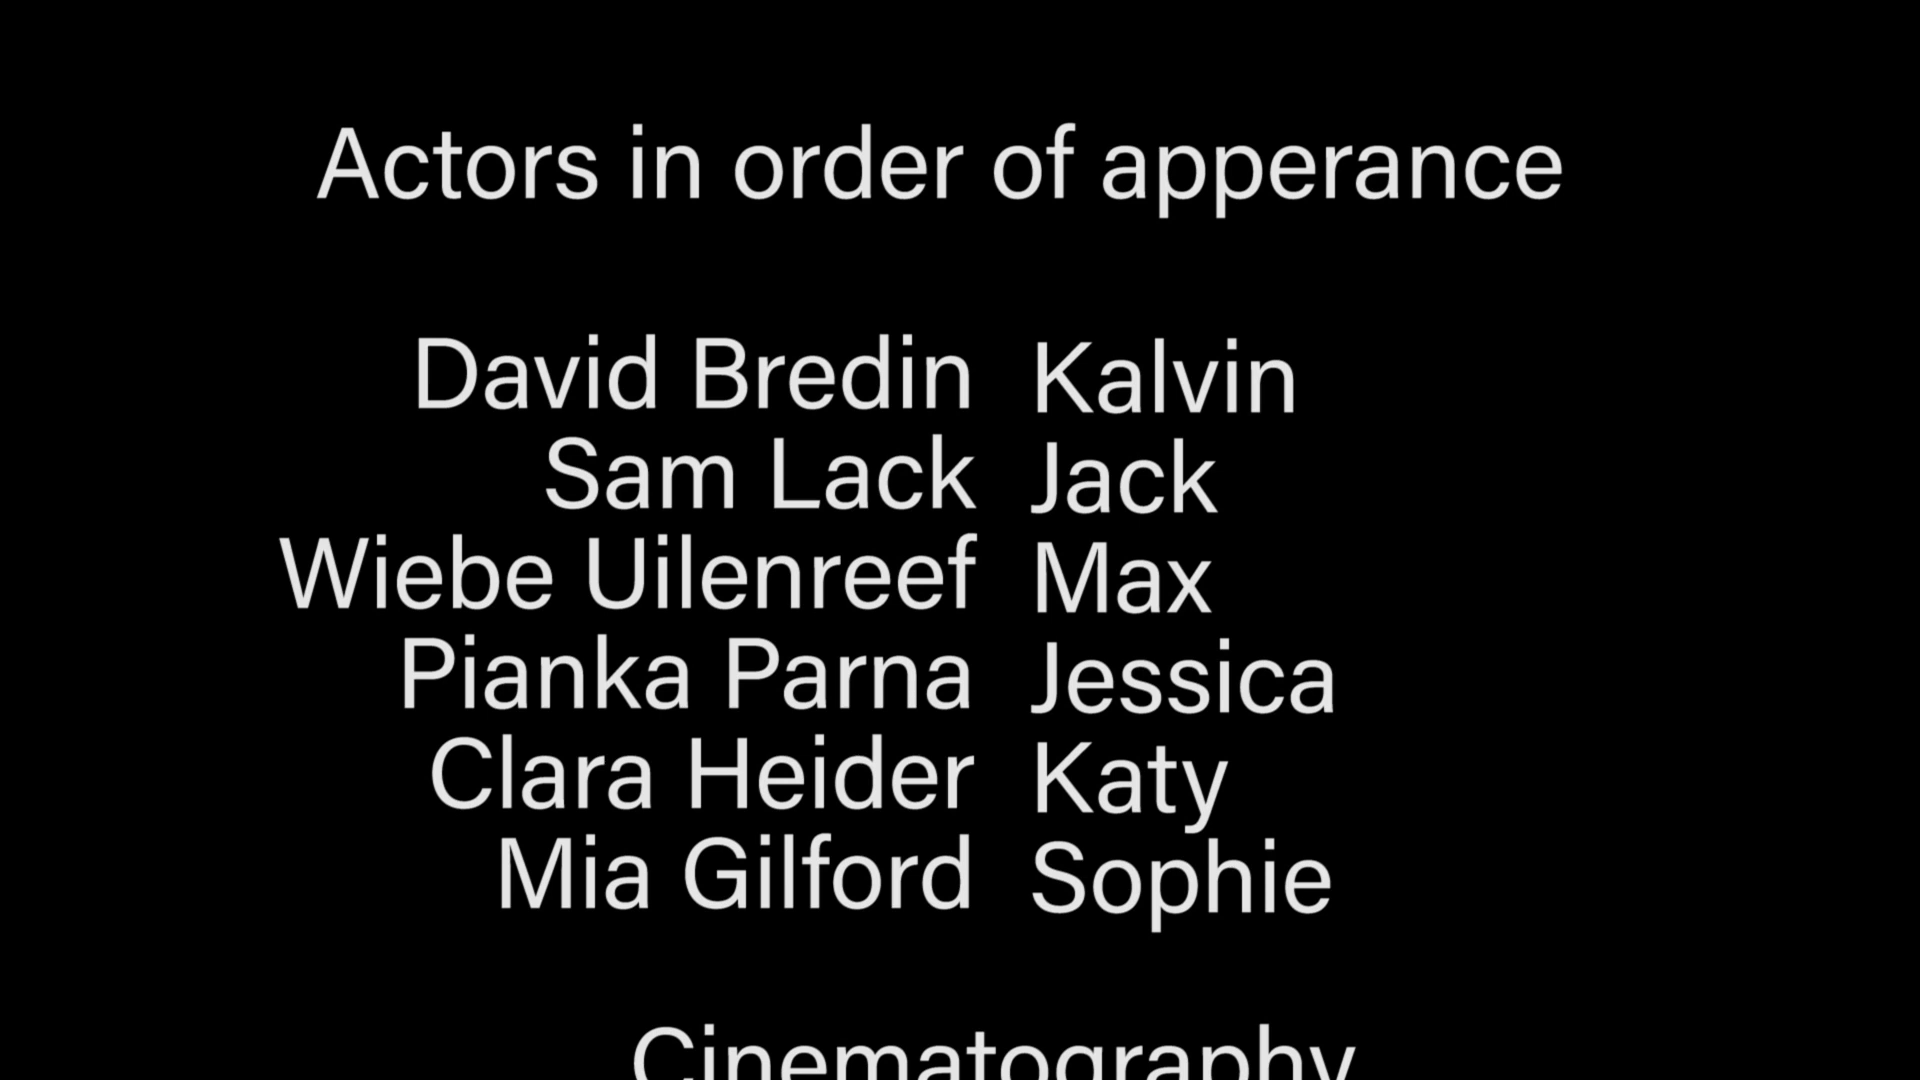 Actors in order of apperance
David Bredin Kalvin
Sam Lack Jack
Wiebe Uilenreef Max
Pianka Parna Jessica
Clara Heider Katy
Mia Gilford Sophie
Cinematography